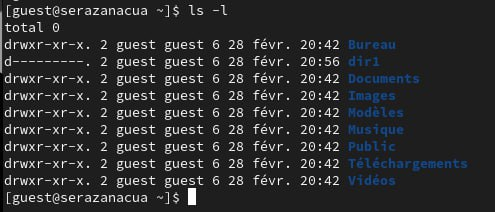 [guest@serazanacua ~]$ ls -l
total 0
drwxr-xr-x. 2 guest guest 6 28 févr. 20:42 Bureau
d---------. 2 guest guest 6 28 févr. 20:56 dir1
drwxr-xr-x. 2 guest guest 6 28 févr. 20:42 Documents
drwxr-xr-x. 2 guest guest 6 28 févr. 20:42 Images
drwxr-xr-x. 2 guest guest 6 28 févr. 20:42 Modèles
drwxr-xr-x. 2 guest guest 6 28 févr. 20:42 Musique
drwxr-xr-x. 2 guest guest 6 28 févr. 20:42 Public
drwxr-xr-x. 2 guest guest 6 28 févr. 20:42 Téléchargements
drwxr-xr-x. 2 guest guest 6 28 févr. 20:42 Vidéos
[guest@serazanacua ~]$